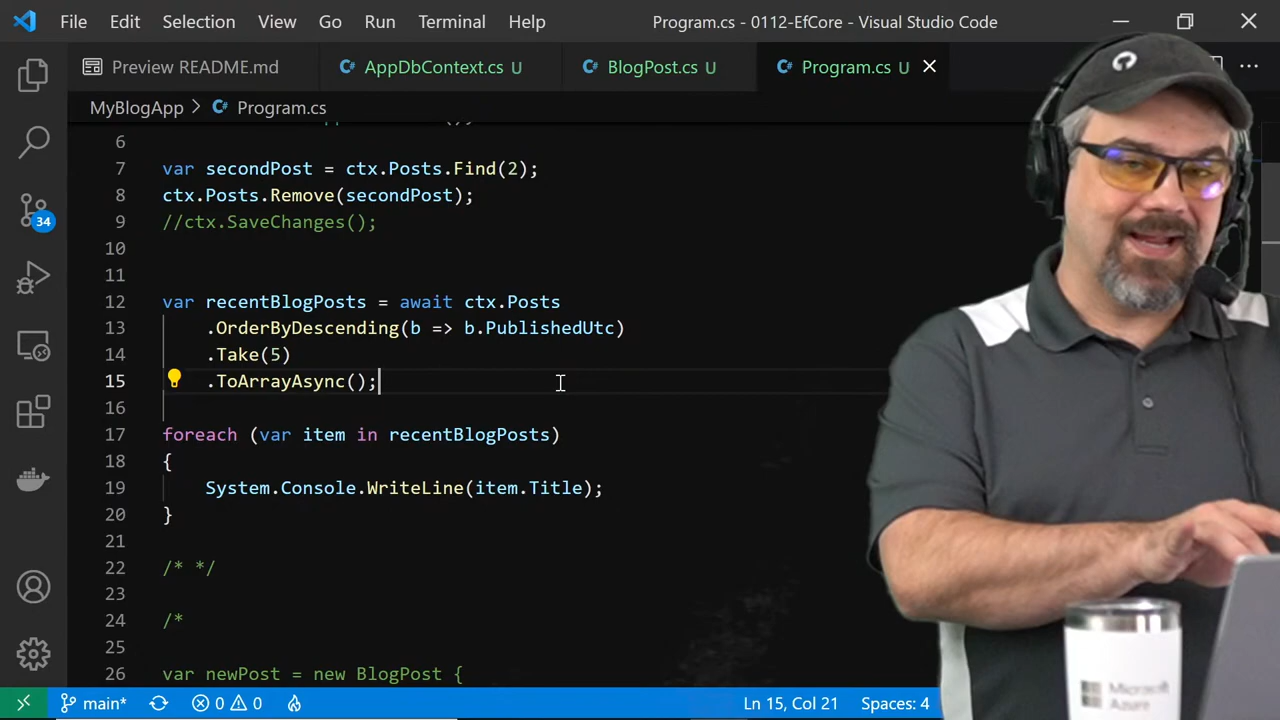 File Edit Selection View Go Run Terminal Help Program.cs - 0112-EfCore - Visual Studio Code
Preview README.md AppDbContext.cs U BlogPost.cs U Program.cs U
MyBlogApp > Program.cs
6
7 var secondPost = ctx.Posts.Find(2);
8 ctx.Posts.Remove(secondPost);
9 //ctx.SaveChanges();
10
11
12 var recentBlogPosts = await ctx.Posts
13 .OrderByDescending(b => b.PublishedUtc)
14 .Take(5)
15 .ToArrayAsync();
16
17 foreach (var item in recentBlogPosts)
18 {
19 System.Console.WriteLine(item.Title);
20 }
21
22 /* */
23
24 /*
25
26 var newPost = new BlogPost {
34
main* 0 0 Ln 15, Col 21 Spaces: 4
Microsoft
Azure